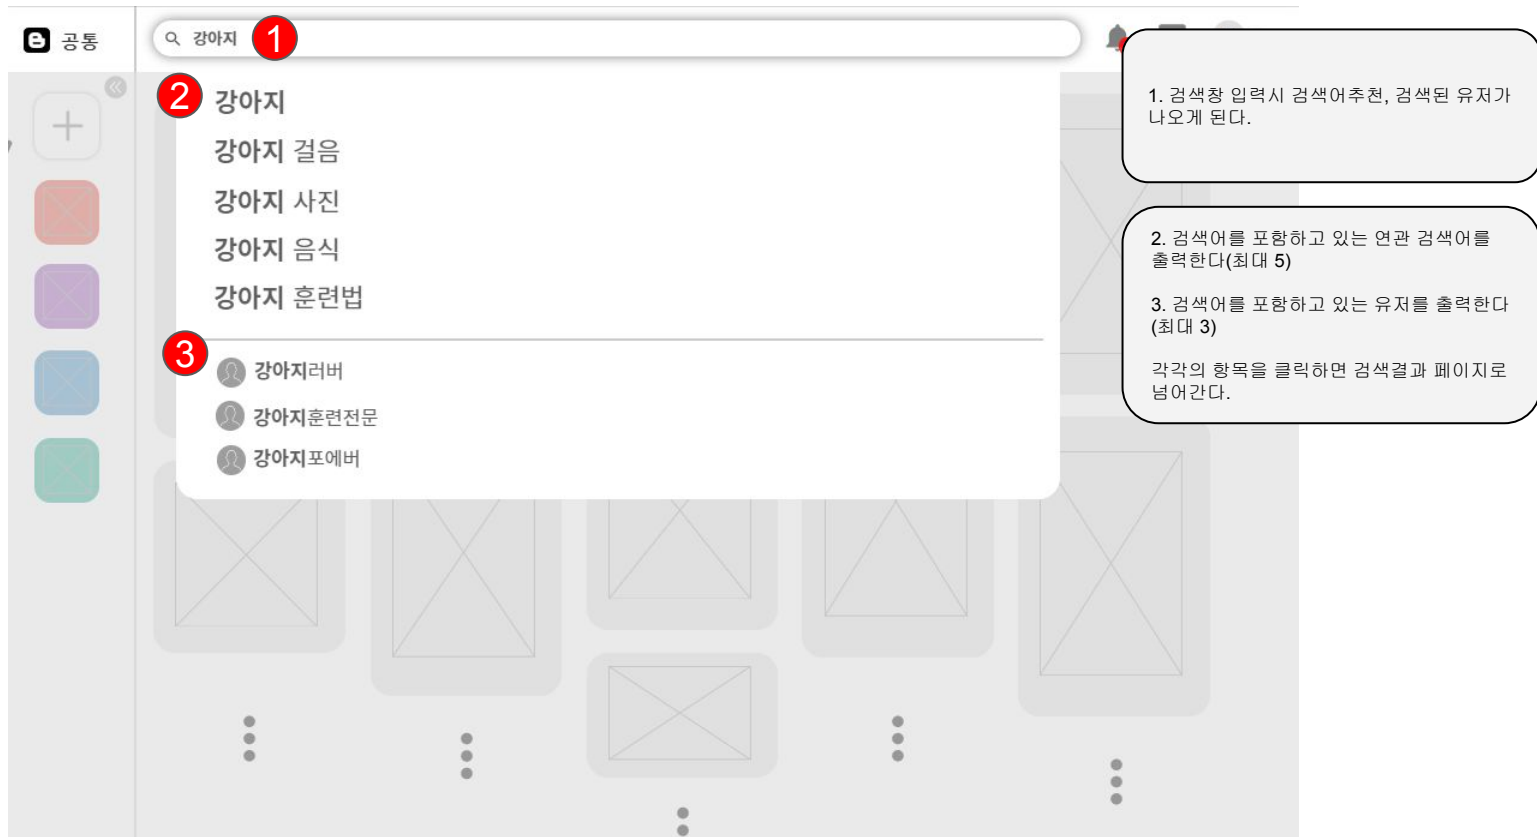 B 공통
강아지 1
2 강아지
강아지 걸음
강아지 사진
강아지 음식
강아지 훈련법
3
강아지러버
강아지훈련전문
강아지포에버
1. 검색창 입력시 검색어추천, 검색된 유저가
나오게 된다.
2. 검색어를 포함하고 있는 연관 검색어를
출력한다(최대 5)
3. 검색어를 포함하고 있는 유저를 출력한다
(최대 3)
각각의 항목을 클릭하면 검색결과 페이지로
넘어간다.